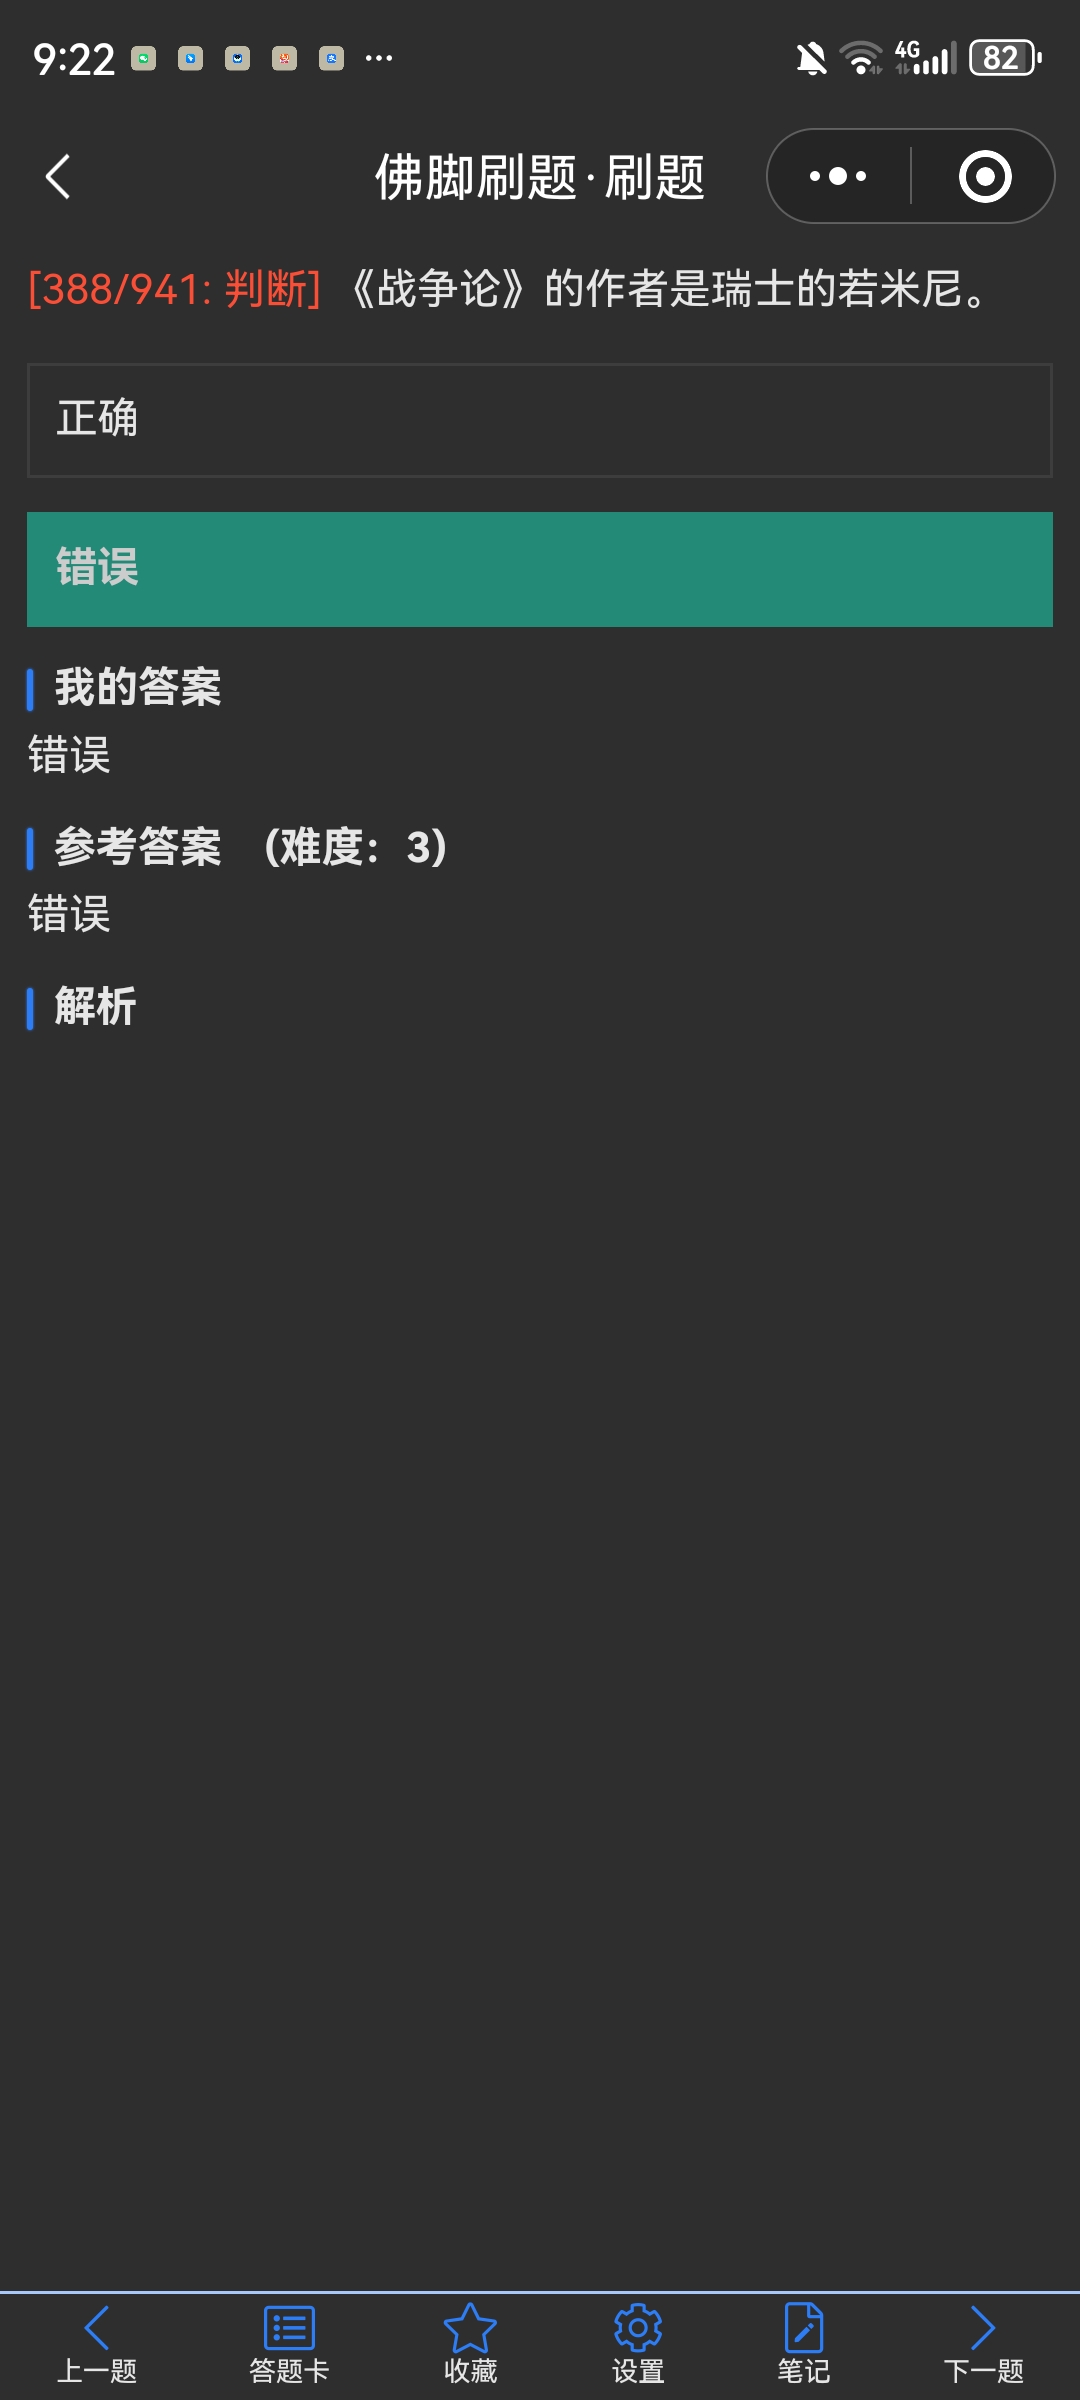 9:22
4G
82
佛脚刷题·刷题
[388/941: 判断] 《战争论》的作者是瑞士的若米尼。
正确
错误
我的答案
错误
参考答案 (难度: 3)
错误
解析
上一题 答题卡 收藏 设置 笔记 下一题